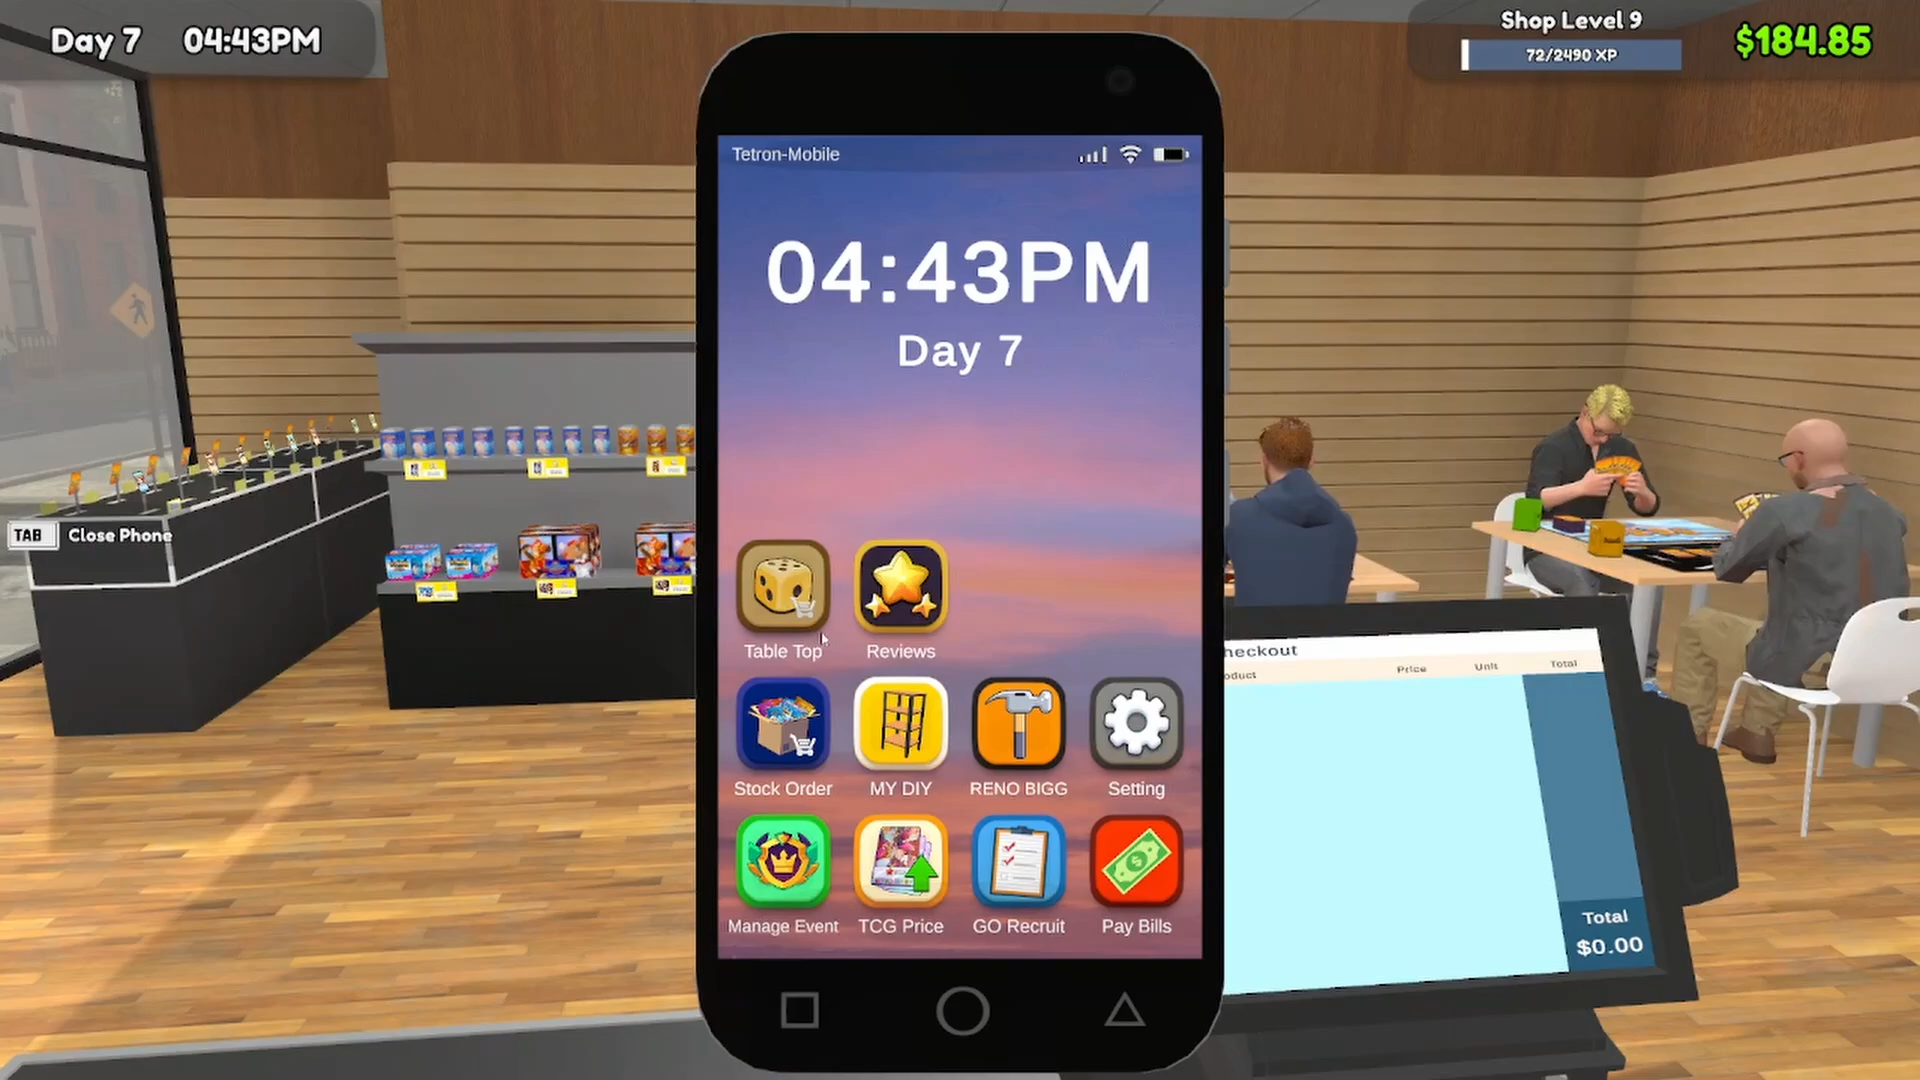 Day 7 04:43PM
Shop Level 9
72/2490 XP
$184.85
Tetron-Mobile
04:43PM
Day 7
TAB Close Phone
Table Top Reviews
Stock Order MY DIY RENO BIGG Setting
Manage Event TCG Price GO Recruit Pay Bills
heckout
oduct Price Unit Total
Total
$0.00